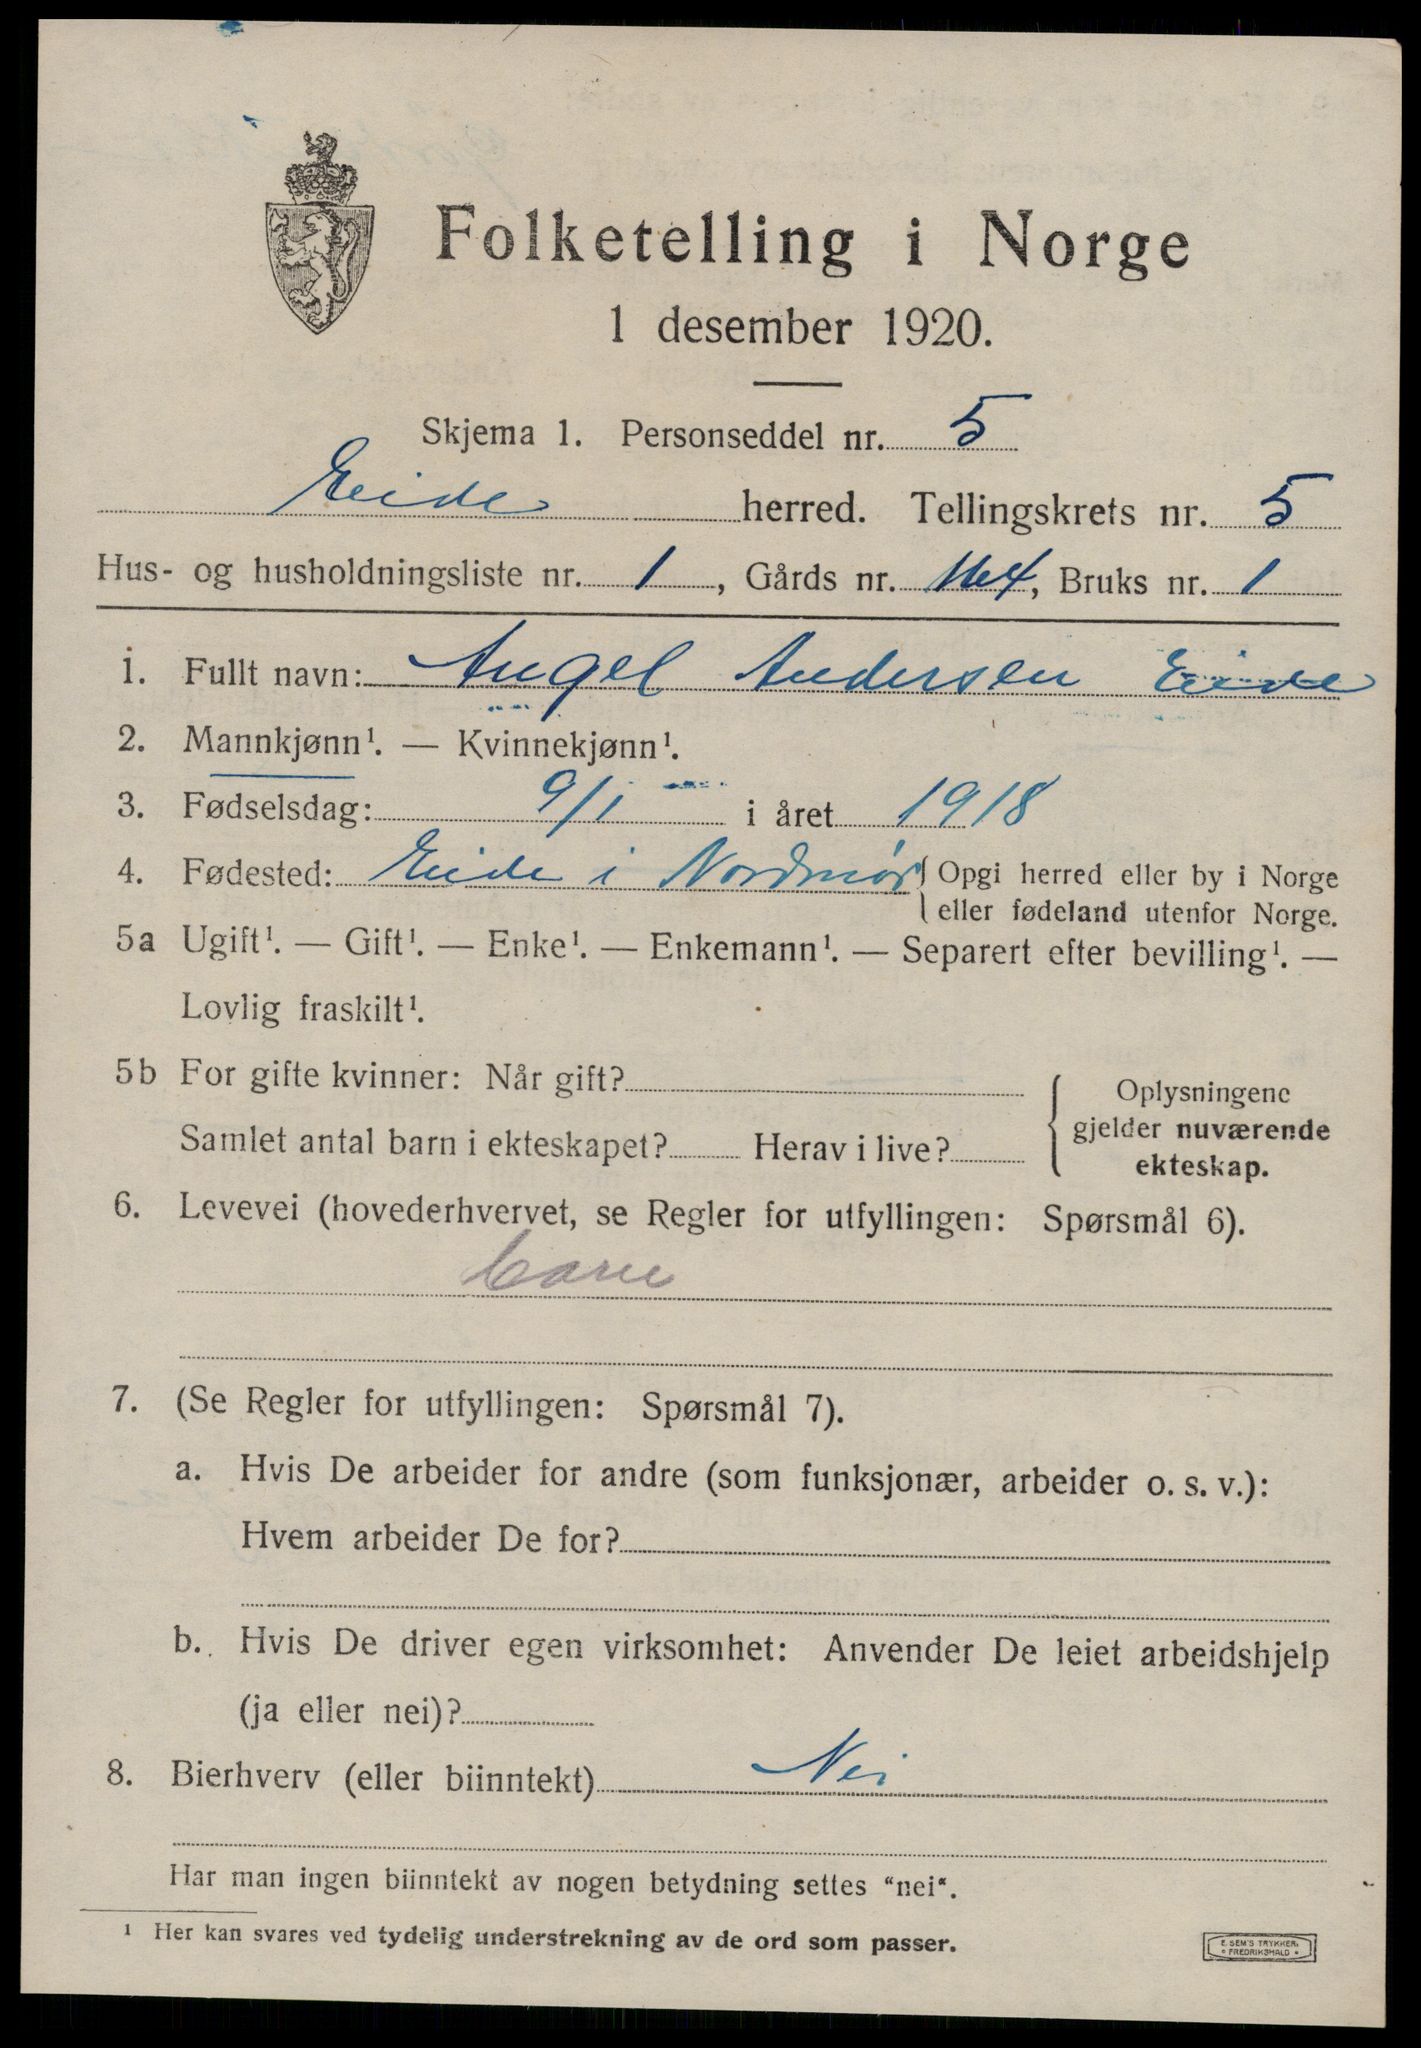 Folketelling i Norge
1 desember 1920.
Skjema 1. Personseddel nr. 5
Eide herred. Tellingskrets nr. 5
Hus- og husholdningsliste nr. 1, Gårds nr. 114, Bruks nr. 1
1. Fullt navn: Angel Andersen Eide
2. Mannkjønn¹. — Kvinnekjønn¹.
3. Fødselsdag: 9/1 i året 1918
4. Fødested: Eide i Nordmør { Opgi herred eller by i Norge
eller fødeland utenfor Norge.
5a Ugift¹. — Gift¹. — Enke¹. — Enkemann¹. — Separert efter bevilling¹. —
Lovlig fraskilt¹.
5b For gifte kvinner: Når gift?
Samlet antal barn i ekteskapet? Herav i live?
{ Oplysningene
gjelder nuværende
ekteskap.
6. Levevei (hovederhvervet, se Regler for utfyllingen: Spørsmål 6).
7. (Se Regler for utfyllingen: Spørsmål 7).
a. Hvis De arbeider for andre (som funksjonær, arbeider o. s. v.):
Hvem arbeider De for?
b. Hvis De driver egen virksomhet: Anvender De leiet arbeidshjelp
(ja eller nei)?
8. Bierhverv (eller biinntekt) Nei
Har man ingen biinntekt av nogen betydning settes "nei".
¹ Her kan svares ved tydelig understrekning av de ord som passer.
E. SEM'S TRYKKERI
FREDRIKSHALD